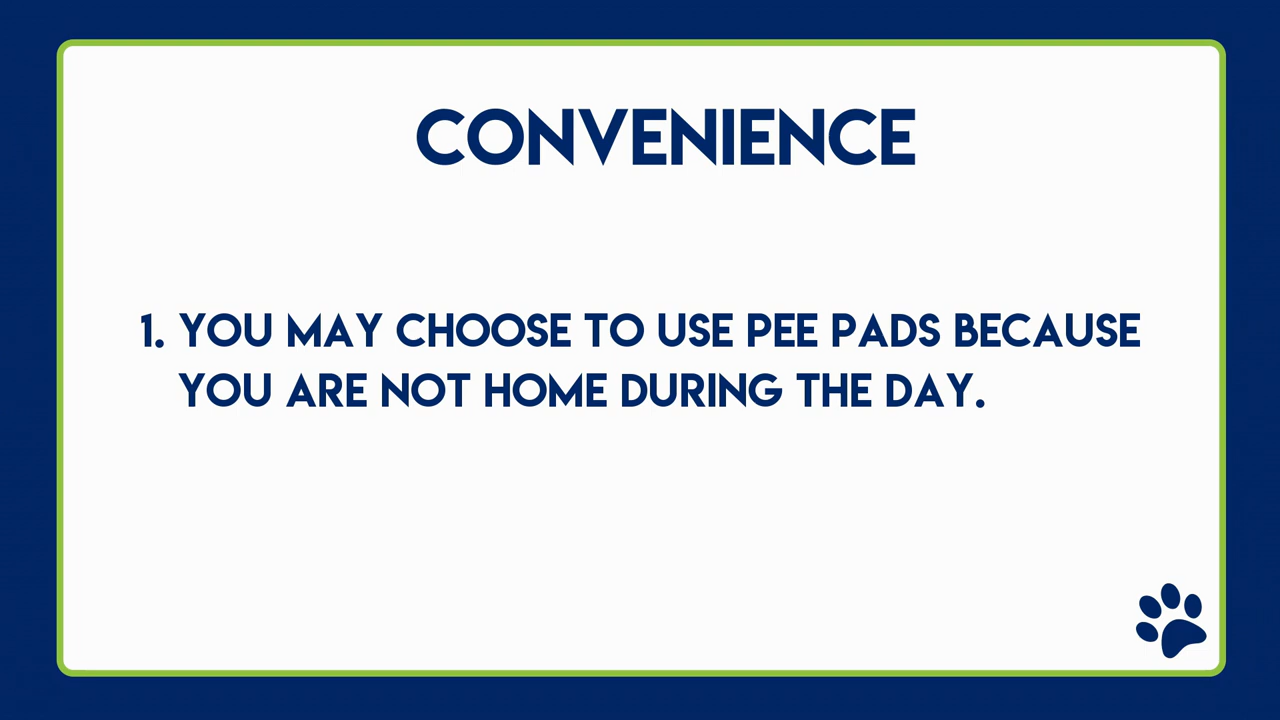 CONVENIENCE
1. YOU MAY CHOOSE TO USE PEE PADS BECAUSE
YOU ARE NOT HOME DURING THE DAY.